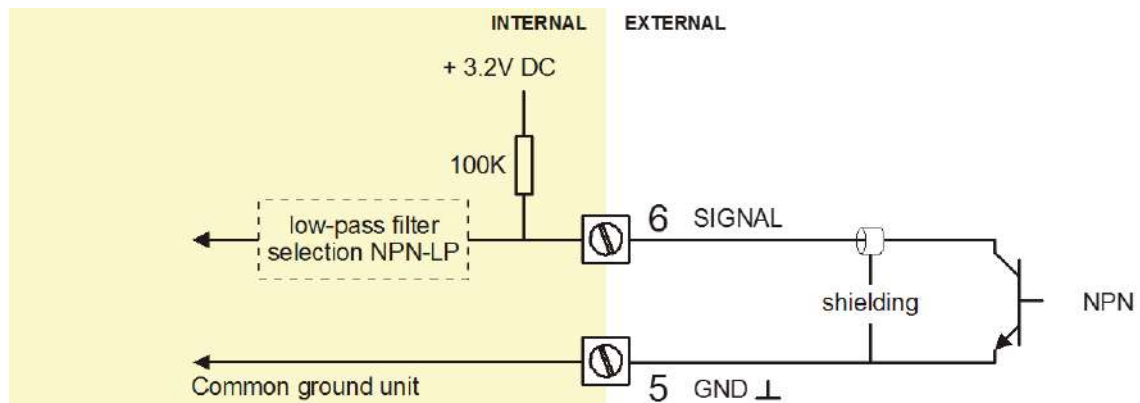 INTERNAL EXTERNAL
+ 3.2V DC
100K
low-pass filter
selection NPN-LP
6 SIGNAL
shielding
NPN
Common ground unit
5 GND